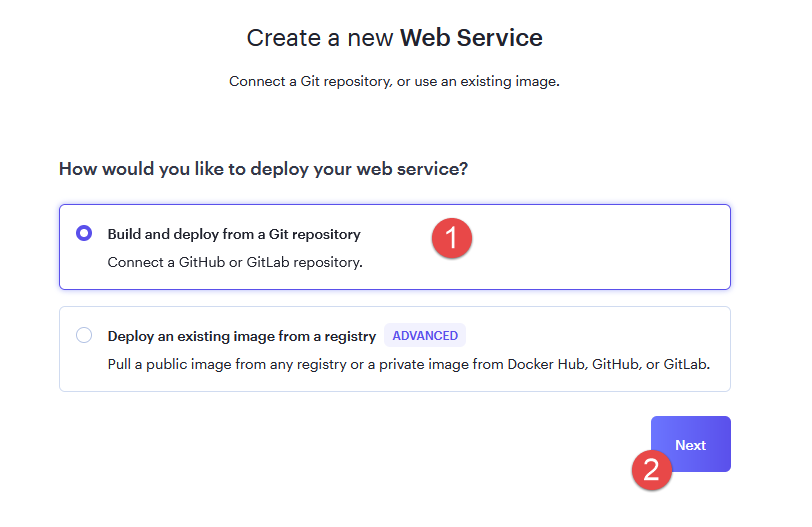 Create a new Web Service
Connect a Git repository, or use an existing image.
How would you like to deploy your web service?
Build and deploy from a Git repository
1
Connect a GitHub or GitLab repository.
Deploy an existing image from a registry ADVANCED
Pull a public image from any registry or a private image from Docker Hub, GitHub, or GitLab.
Next
2